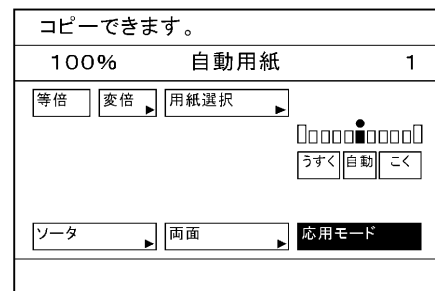 コピーできます。
100% 自動用紙 1
等倍 変倍 用紙選択
うすく 自動 こく
ソータ 両面 応用モード